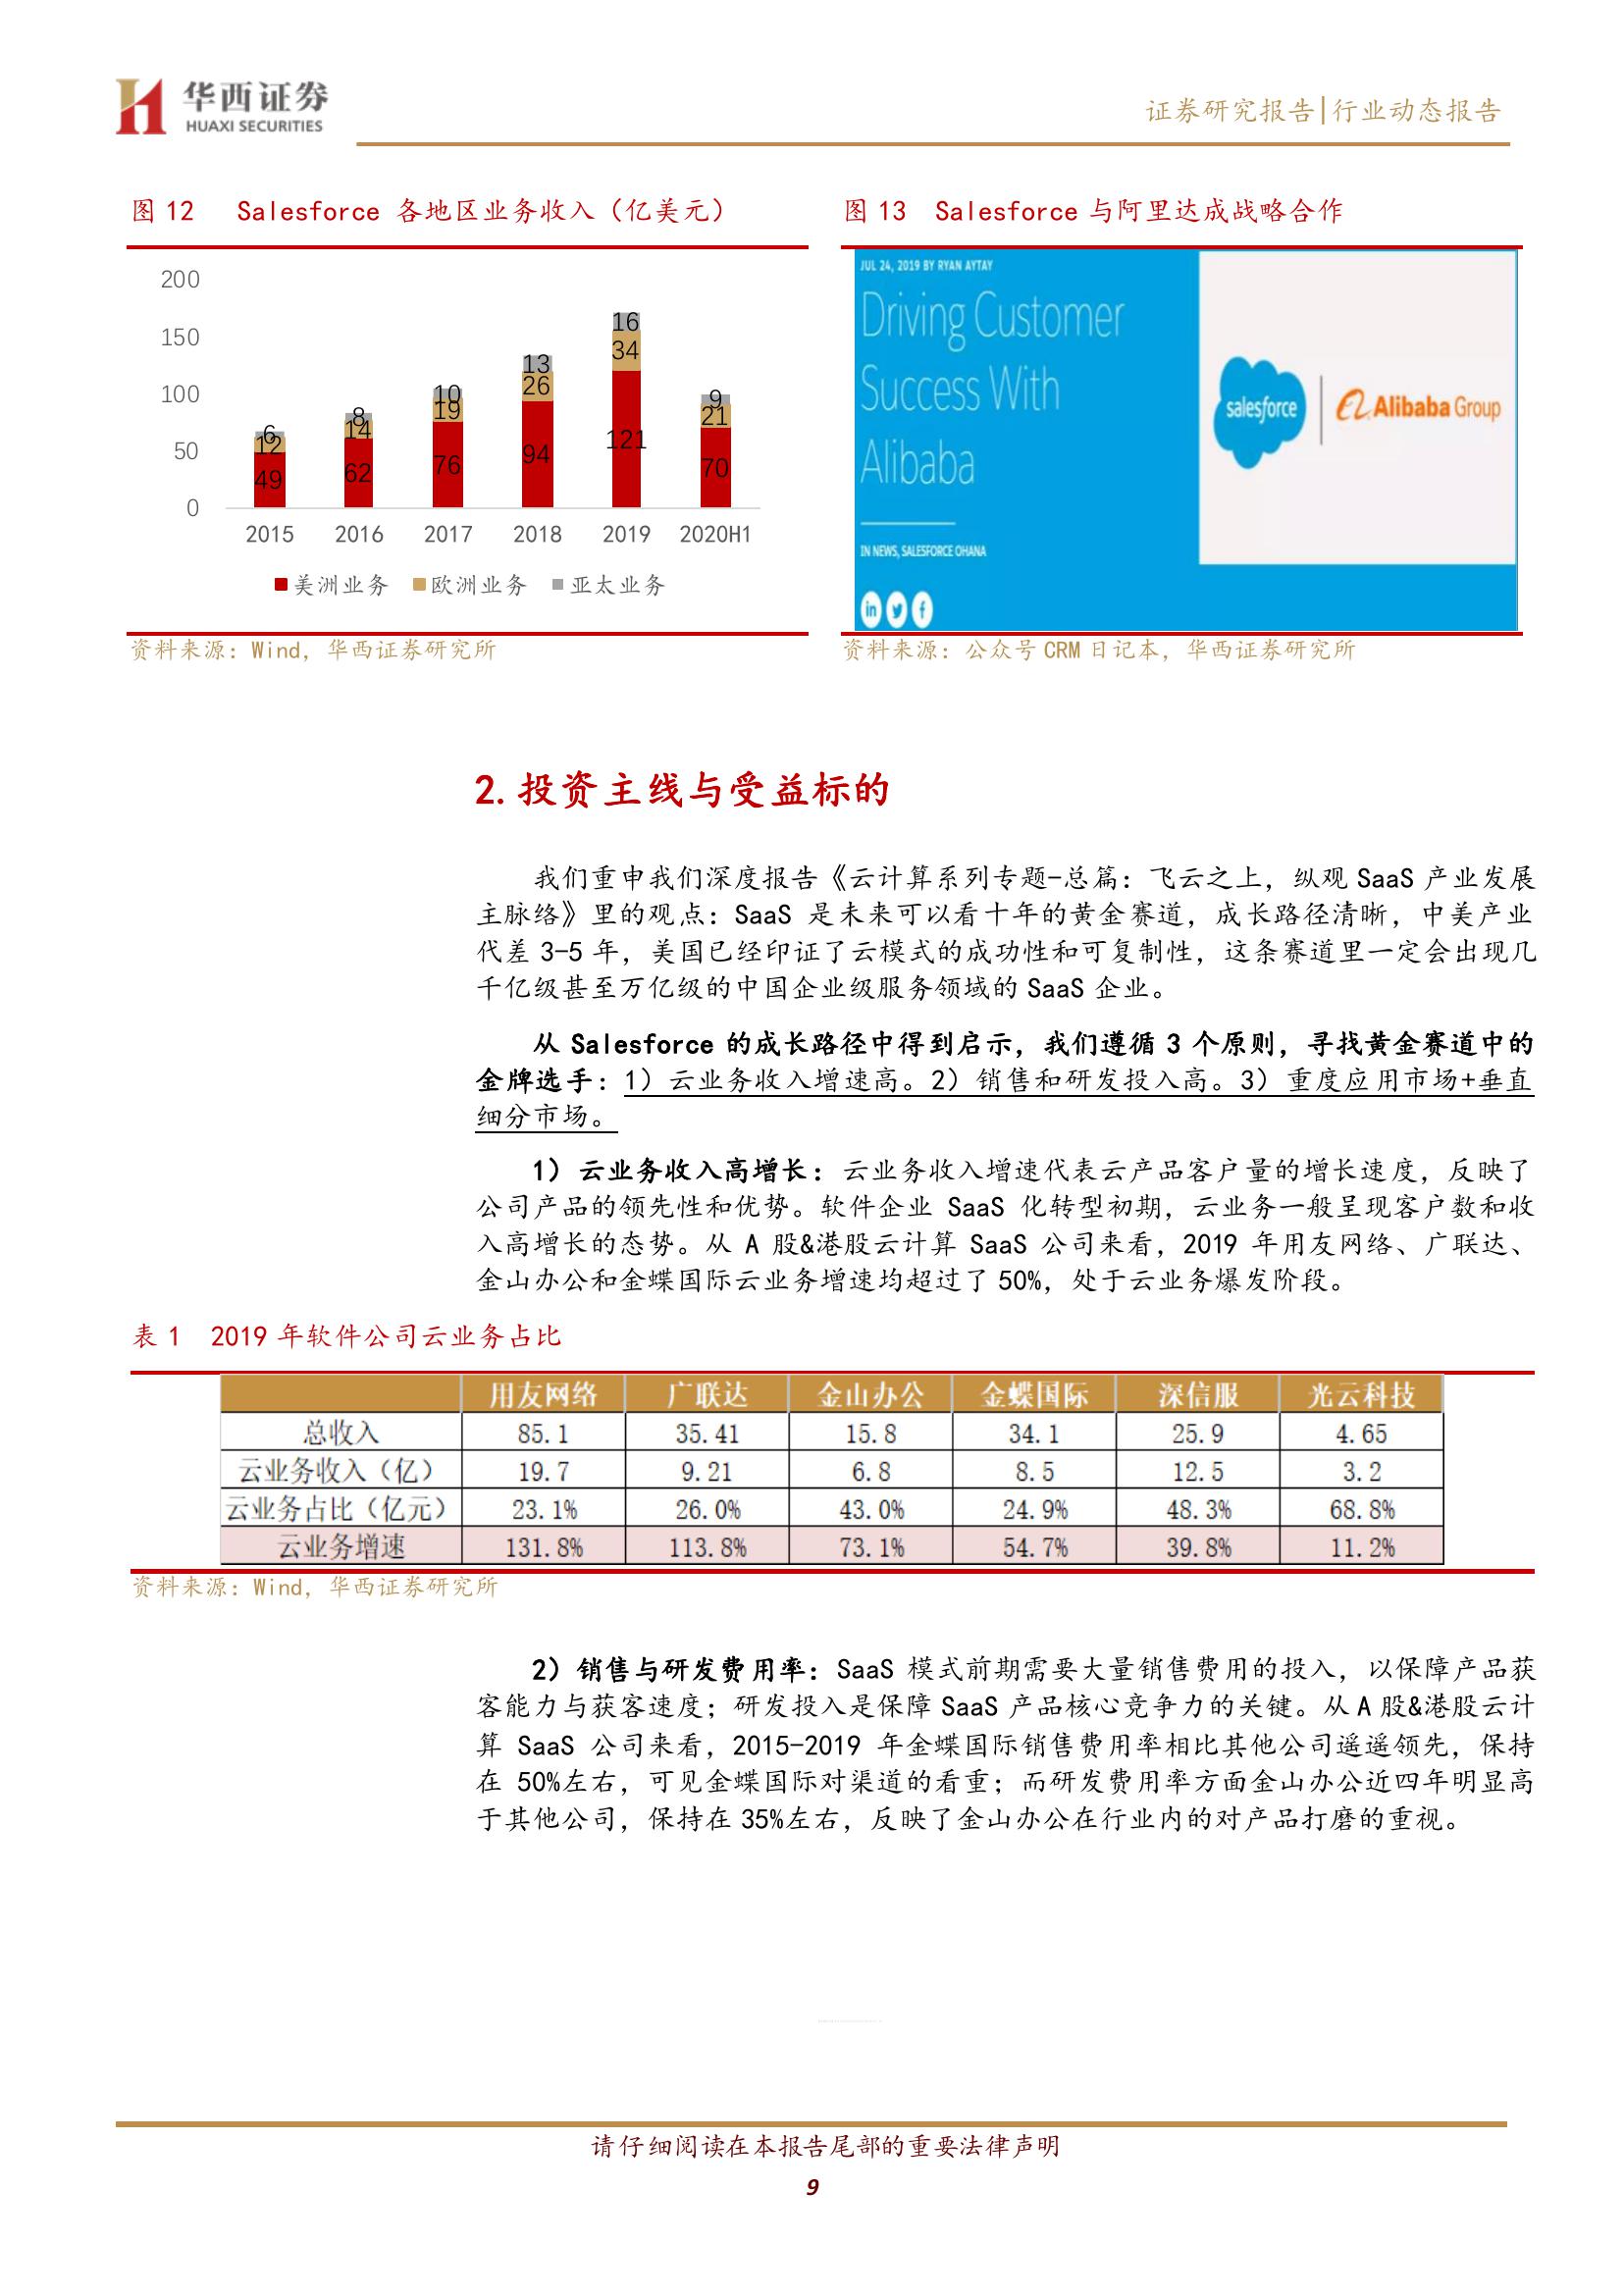 华西证券
HUAXI SECURITIES
证券研究报告|行业动态报告
图 12 Salesforce 各地区业务收入（亿美元）
200
150
100
50
0
6
12
49
8
14
62
10
19
76
13
26
94
16
34
121
9
21
70
2015 2016 2017 2018 2019 2020H1
美洲业务 欧洲业务 亚太业务
资料来源：Wind，华西证券研究所
图 13 Salesforce 与阿里达成战略合作
JUL 24, 2019 BY RYAN AYTAY
Driving Customer
Success With
Alibaba
IN NEWS, SALESFORCE OHANA
in f
salesforce
Alibaba Group
资料来源：公众号 CRM 日记本，华西证券研究所
2. 投资主线与受益标的
我们重申我们深度报告《云计算系列专题-总篇：飞云之上，纵观 SaaS 产业发展
主脉络》里的观点：SaaS 是未来可以看十年的黄金赛道，成长路径清晰，中美产业
代差 3-5 年，美国已经印证了云模式的成功性和可复制性，这条赛道里一定会出现几
千亿级甚至万亿级的中国企业级服务领域的 SaaS 企业。
从 Salesforce 的成长路径中得到启示，我们遵循 3 个原则，寻找黄金赛道中的
金牌选手：1）云业务收入增速高。2）销售和研发投入高。3）重度应用市场+垂直
细分市场。
1）云业务收入高增长：云业务收入增速代表云产品客户量的增长速度，反映了
公司产品的领先性和优势。软件企业 SaaS 化转型初期，云业务一般呈现客户数和收
入高增长的态势。从 A 股&港股云计算 SaaS 公司来看，2019 年用友网络、广联达、
金山办公和金蝶国际云业务增速均超过了 50%，处于云业务爆发阶段。
表 1 2019 年软件公司云业务占比
用友网络 广联达 金山办公 金蝶国际 深信服 光云科技
总收入 85.1 35.41 15.8 34.1 25.9 4.65
云业务收入（亿） 19.7 9.21 6.8 8.5 12.5 3.2
云业务占比（亿元） 23.1% 26.0% 43.0% 24.9% 48.3% 68.8%
云业务增速 131.8% 113.8% 73.1% 54.7% 39.8% 11.2%
资料来源：Wind，华西证券研究所
2）销售与研发费用率：SaaS 模式前期需要大量销售费用的投入，以保障产品获
客能力与获客速度；研发投入是保障 SaaS 产品核心竞争力的关键。从 A 股&港股云计
算 SaaS 公司来看，2015-2019 年金蝶国际销售费用率相比其他公司遥遥领先，保持
在 50%左右，可见金蝶国际对渠道的看重；而研发费用率方面金山办公近四年明显高
于其他公司，保持在 35%左右，反映了金山办公在行业内的对产品打磨的重视。
请仔细阅读在本报告尾部的重要法律声明
9